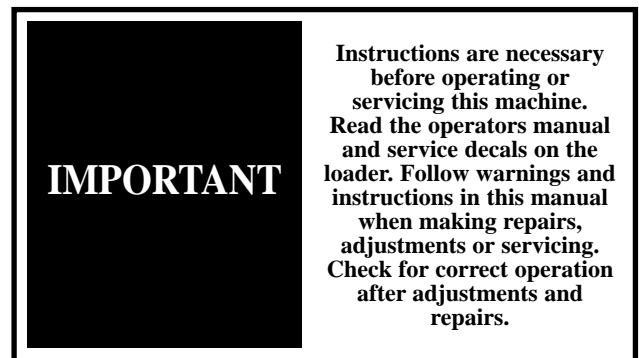 IMPORTANT
Instructions are necessary
before operating or
servicing this machine.
Read the operators manual
and service decals on the
loader. Follow warnings and
instructions in this manual
when making repairs,
adjustments or servicing.
Check for correct operation
after adjustments and
repairs.